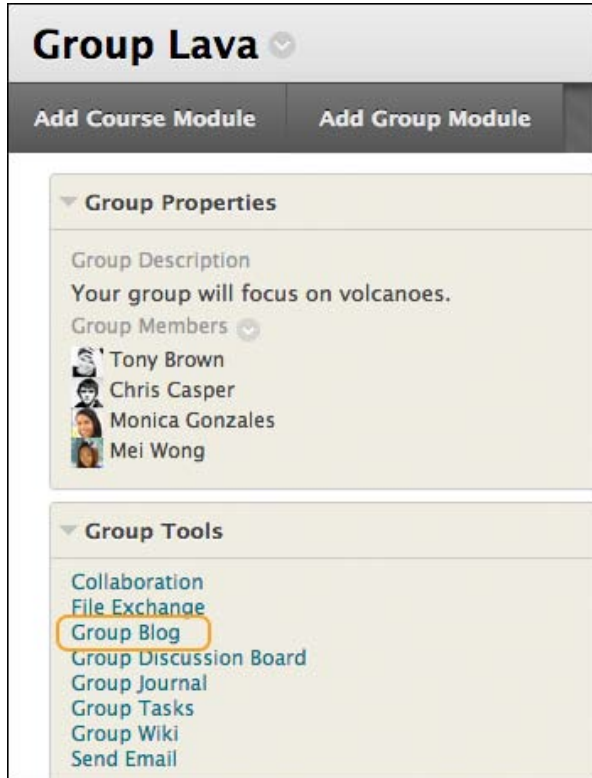 Group Lava
Add Course Module Add Group Module
Group Properties
Group Description
Your group will focus on volcanoes.
Group Members
Tony Brown
Chris Casper
Monica Gonzales
Mei Wong
Group Tools
Collaboration
File Exchange
Group Blog
Group Discussion Board
Group Journal
Group Tasks
Group Wiki
Send Email